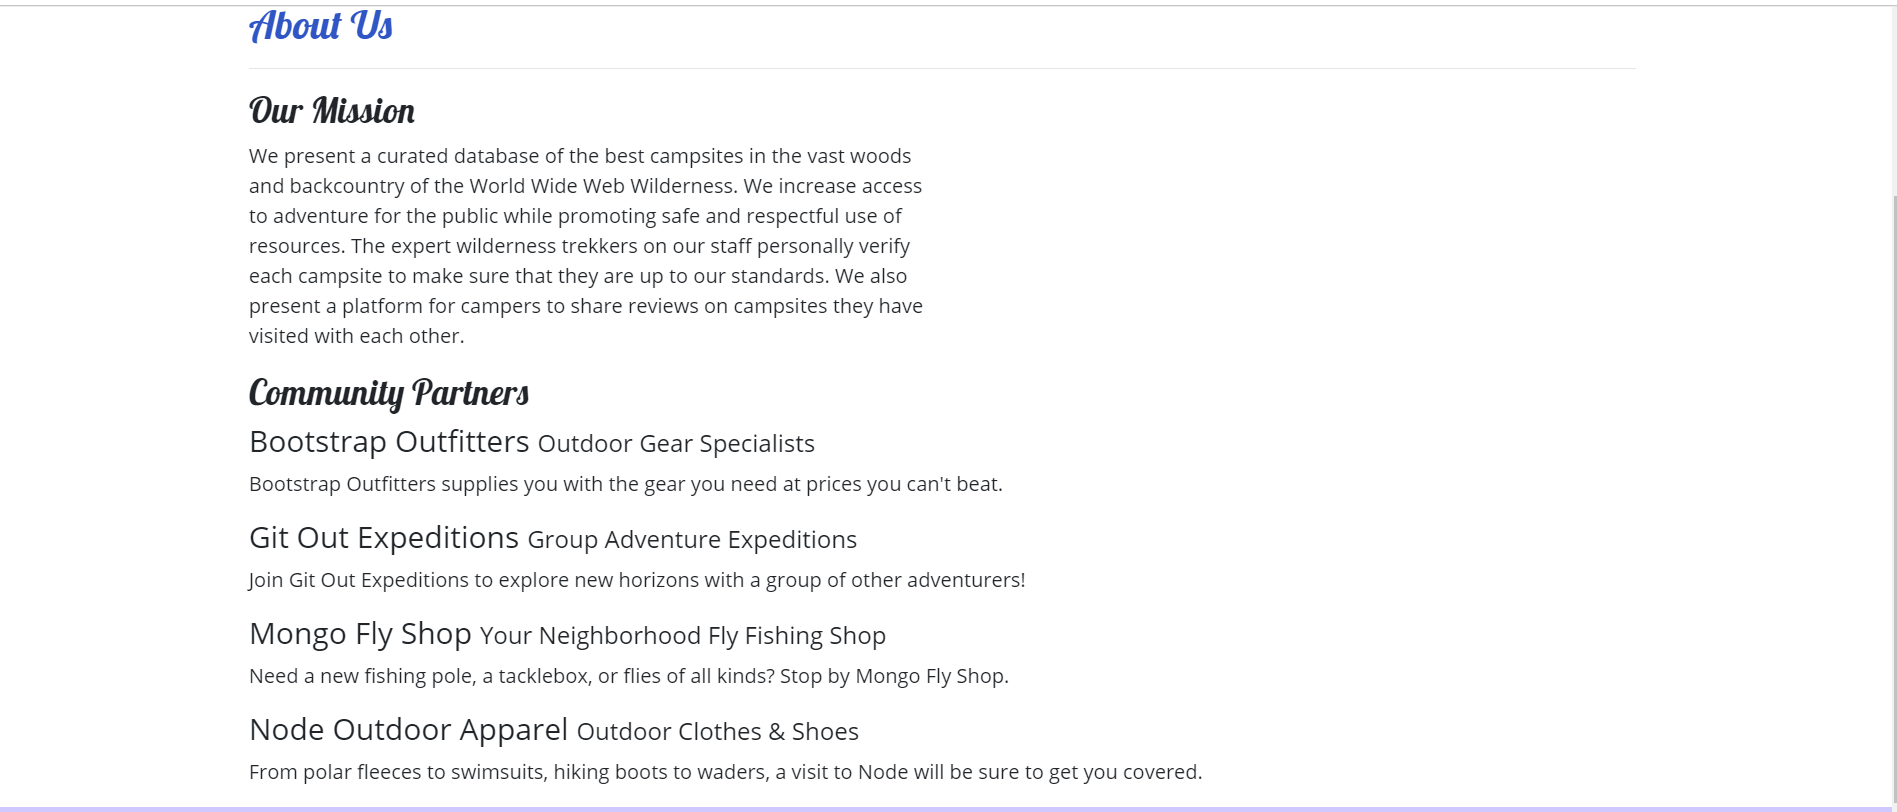 About Us
Our Mission
We present a curated database of the best campsites in the vast woods
and backcountry of the World Wide Web Wilderness. We increase access
to adventure for the public while promoting safe and respectful use of
resources. The expert wilderness trekkers on our staff personally verify
each campsite to make sure that they are up to our standards. We also
present a platform for campers to share reviews on campsites they have
visited with each other.
Community Partners
Bootstrap Outfitters Outdoor Gear Specialists
Bootstrap Outfitters supplies you with the gear you need at prices you can't beat.
Git Out Expeditions Group Adventure Expeditions
Join Git Out Expeditions to explore new horizons with a group of other adventurers!
Mongo Fly Shop Your Neighborhood Fly Fishing Shop
Need a new fishing pole, a tacklebox, or flies of all kinds? Stop by Mongo Fly Shop.
Node Outdoor Apparel Outdoor Clothes & Shoes
From polar fleeces to swimsuits, hiking boots to waders, a visit to Node will be sure to get you covered.